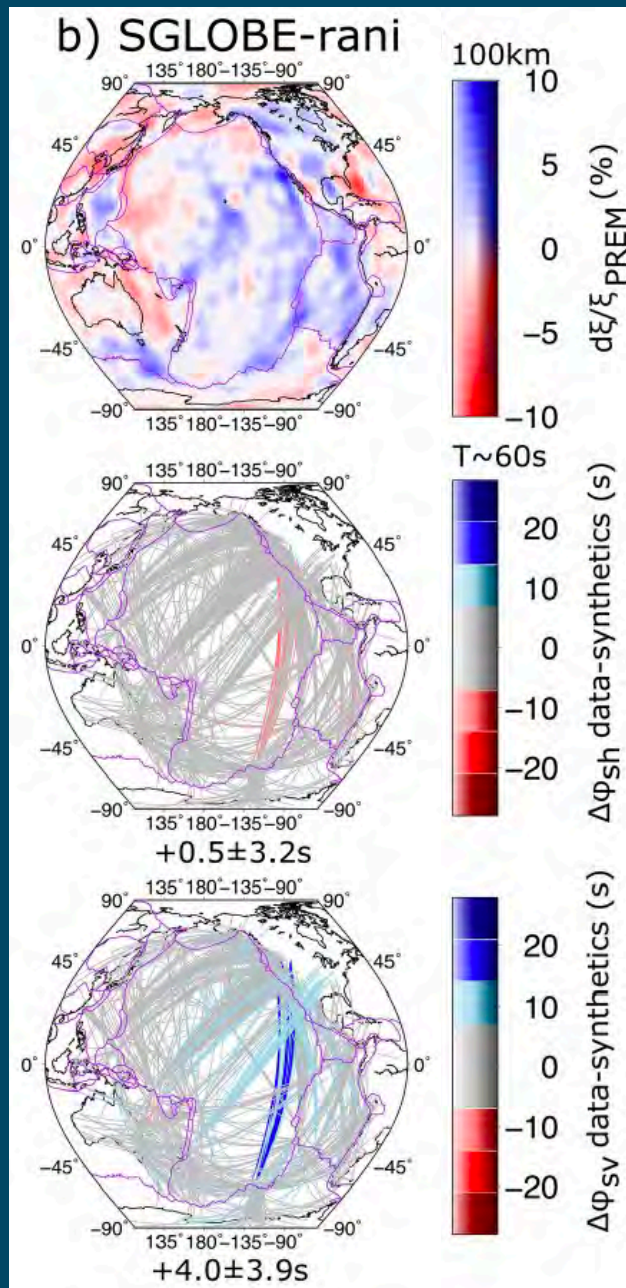 b) SGLOBE-rani
135° 180° -135° -90°
100km
90° 90°
45° 45°
0° 0°
-45° -45°
-90° -90°
135° 180° -135° -90°
10
5
0
-5
-10
dξ/ξPREM (%)
T~60s
135° 180° -135° -90°
90° 90°
45° 45°
0° 0°
-45° -45°
-90° -90°
135° 180° -135° -90°
+0.5±3.2s
20
10
0
-10
-20
Δφsh data-synthetics (s)
135° 180° -135° -90°
90° 90°
45° 45°
0° 0°
-45° -45°
-90° -90°
135° 180° -135° -90°
+4.0±3.9s
20
10
0
-10
-20
Δφsv data-synthetics (s)